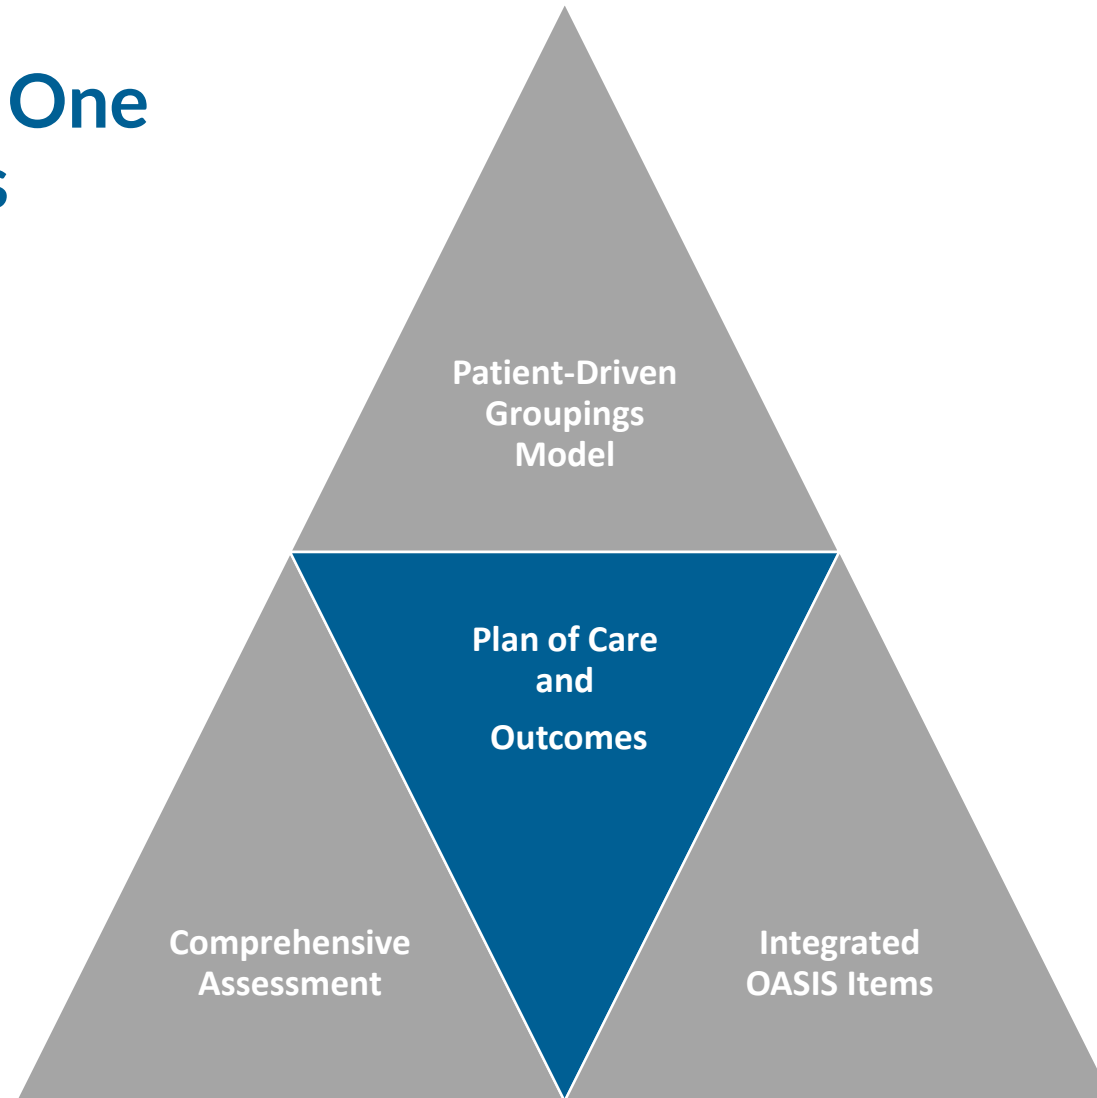 One
s
Patient-Driven
Groupings
Model
Plan of Care
and
Outcomes
Comprehensive
Assessment
Integrated
OASIS Items